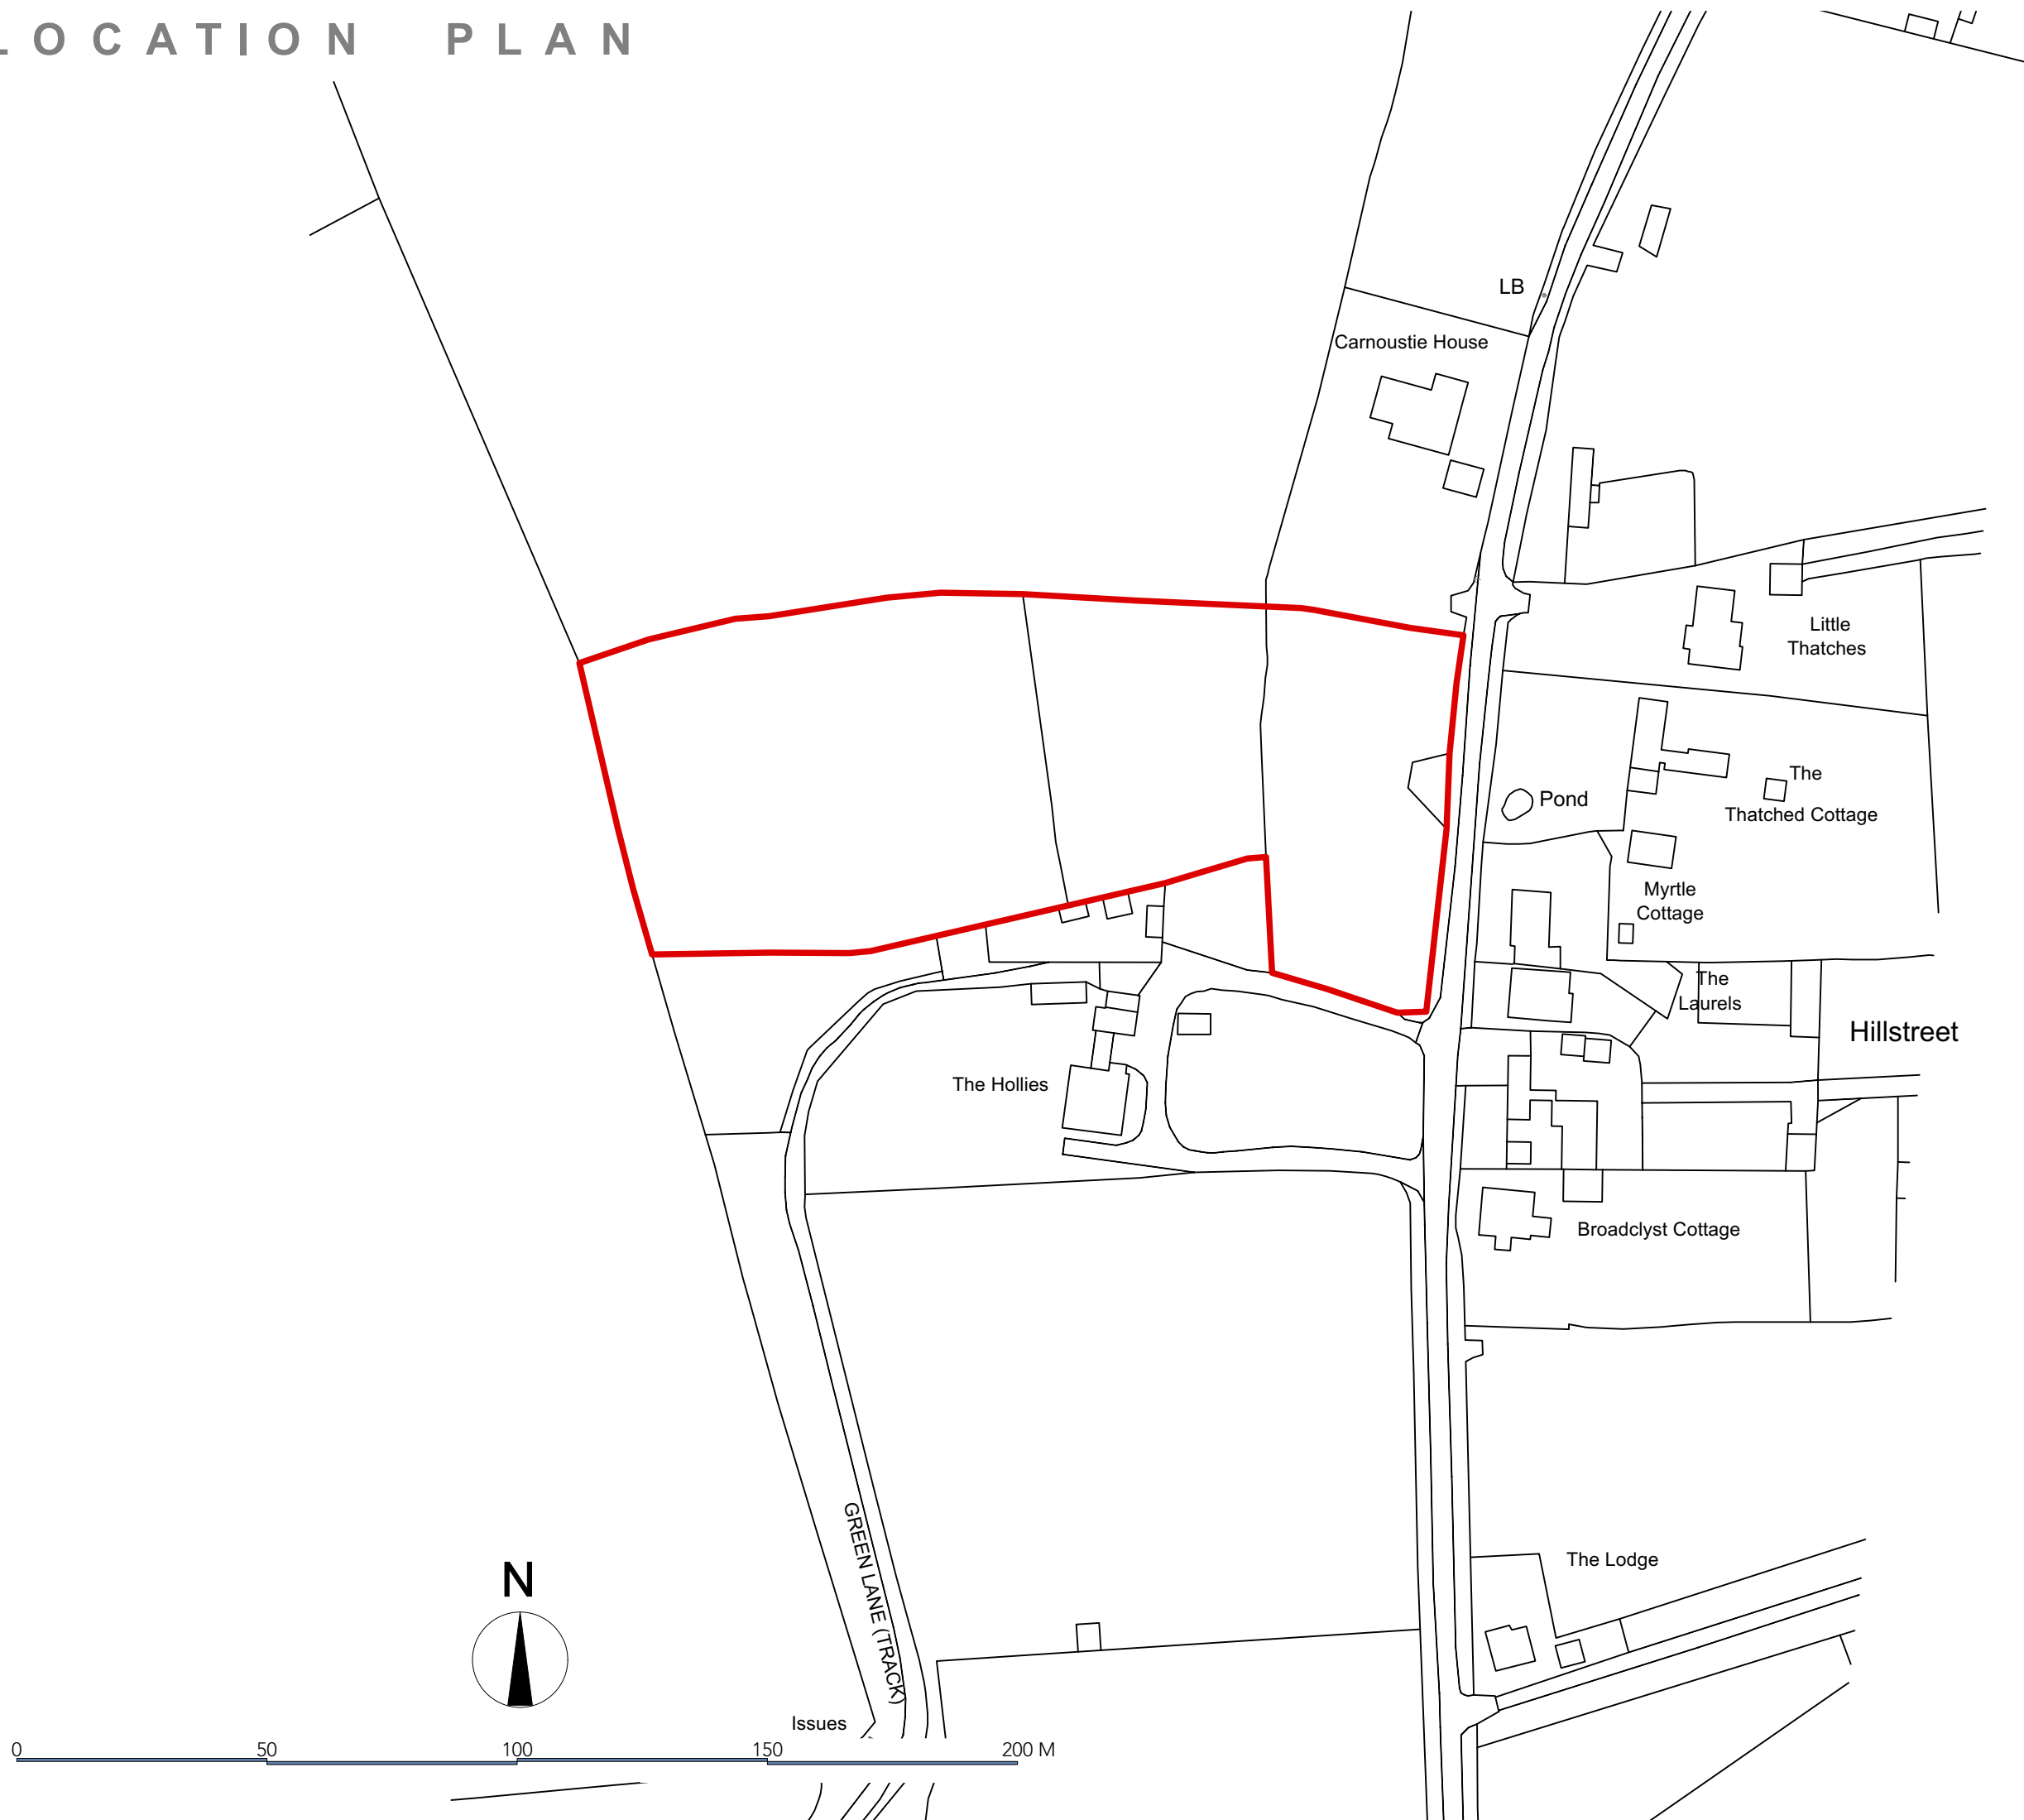 LOCATION PLAN
LB
Carnoustie House
Little
Thatches
The
Thatched Cottage
Pond
Myrtle
Cottage
The
Laurels
Hillstreet
The Hollies
Broadclyst Cottage
GREEN LANE (TRACK)
The Lodge
N
Issues
0 50 100 150 200 M